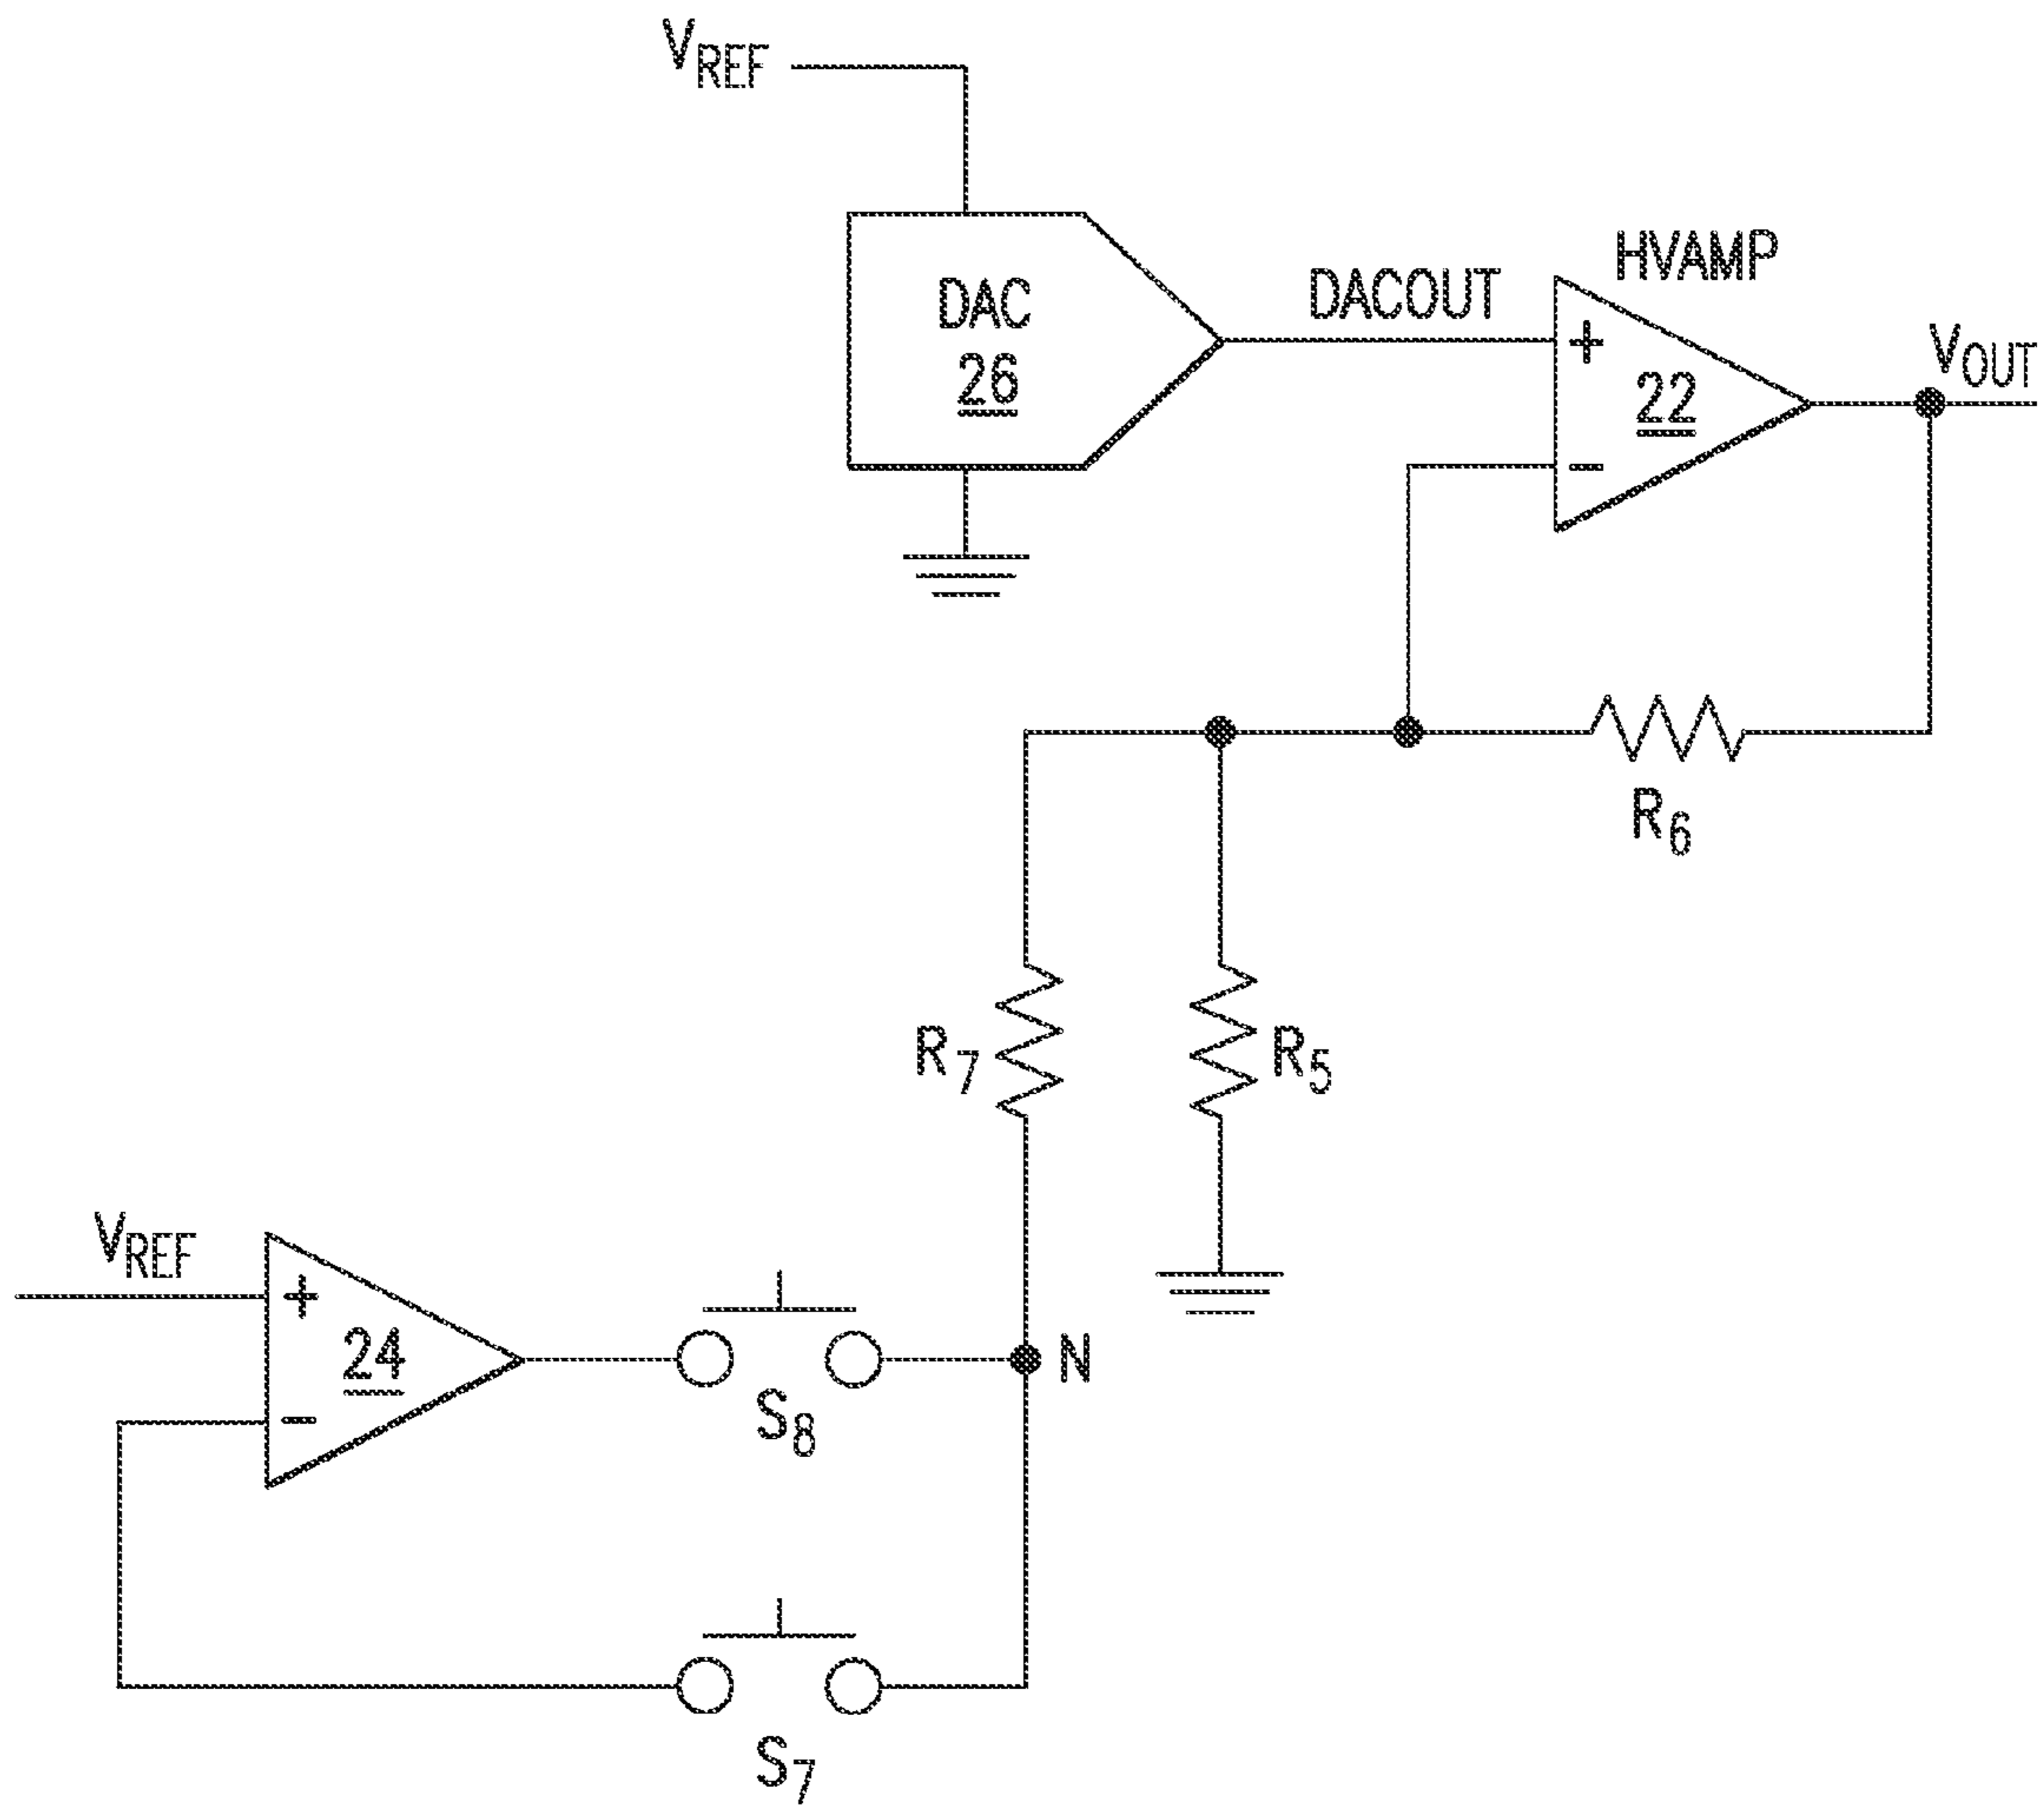 VREF
DAC
26
DACOUT
HVAMP
+
22
-
VOUT
R6
R7
R5
VREF
+
24
-
S8
N
S7